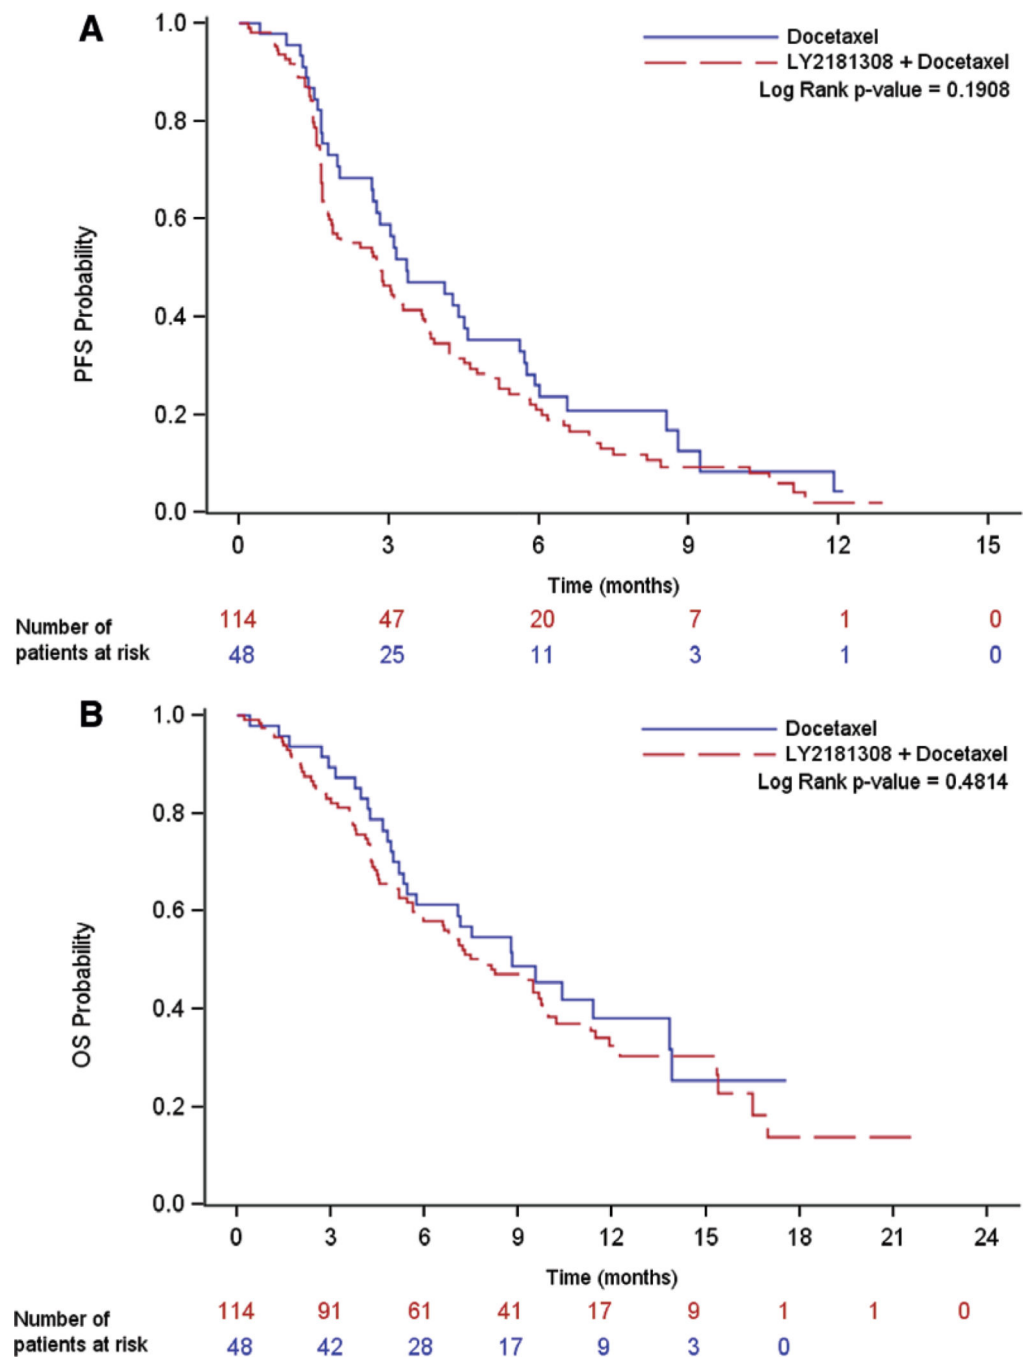 A
Docetaxel
LY2181308 + Docetaxel
Log Rank p-value = 0.1908
1.0
0.8
0.6
0.4
0.2
0.0
PFS Probability
0 3 6 9 12 15
Time (months)
Number of
patients at risk
114 47 20 7 1 0
48 25 11 3 1 0
B
Docetaxel
LY2181308 + Docetaxel
Log Rank p-value = 0.4814
1.0
0.8
0.6
0.4
0.2
0.0
OS Probability
0 3 6 9 12 15 18 21 24
Time (months)
Number of
patients at risk
114 91 61 41 17 9 1 1 0
48 42 28 17 9 3 0